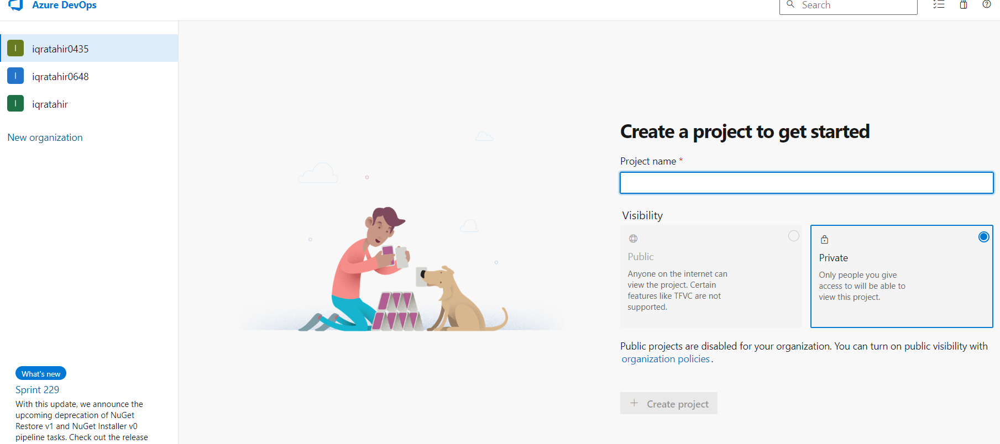 Azure DevOps
Search
I iqratahir0435
I iqratahir0648
I iqratahir
New organization
What's new
Sprint 229
With this update, we announce the
upcoming deprecation of NuGet
Restore v1 and NuGet Installer v0
pipeline tasks. Check out the release
Create a project to get started
Project name *
Visibility
Public
Anyone on the internet can
view the project. Certain
features like TFVC are not
supported.
Private
Only people you give
access to will be able to
view this project.
Public projects are disabled for your organization. You can turn on public visibility with
organization policies.
+ Create project